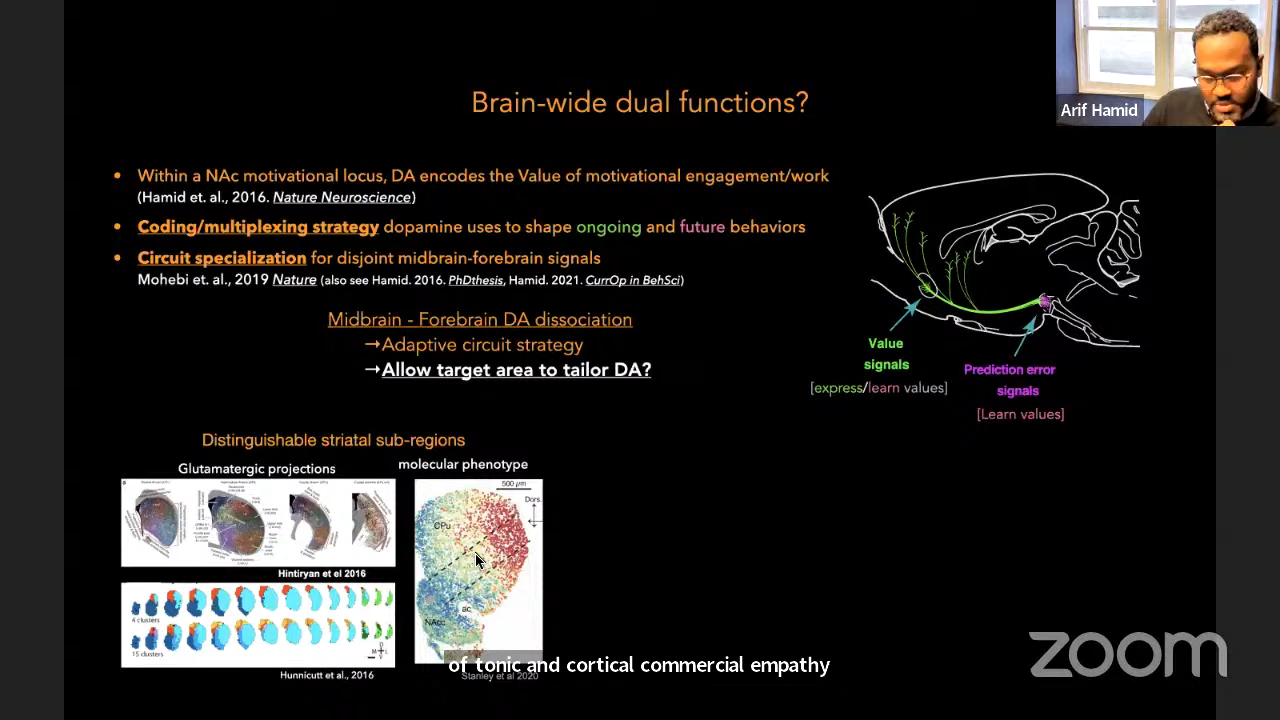 Brain-wide dual functions?
Arif Hamid
• Within a NAc motivational locus, DA encodes the Value of motivational engagement/work
(Hamid et. al., 2016. Nature Neuroscience)
• Coding/multiplexing strategy dopamine uses to shape ongoing and future behaviors
• Circuit specialization for disjoint midbrain-forebrain signals
Mohebi et. al., 2019 Nature (also see Hamid. 2016. PhDthesis, Hamid. 2021. CurrOp in BehSci)
Midbrain - Forebrain DA dissociation
→Adaptive circuit strategy
→Allow target area to tailor DA?
Value
signals
[express/learn values]
Prediction error
signals
[Learn values]
Distinguishable striatal sub-regions
Glutamatergic projections
molecular phenotype
500 µm
Dors.
CPu
ac
NAcc
Hintiryan et el 2016
4 clusters
15 clusters
D
M L
V
Hunnicutt et al., 2016
Stanley et al 2020
of tonic and cortical commercial empathy
zoom